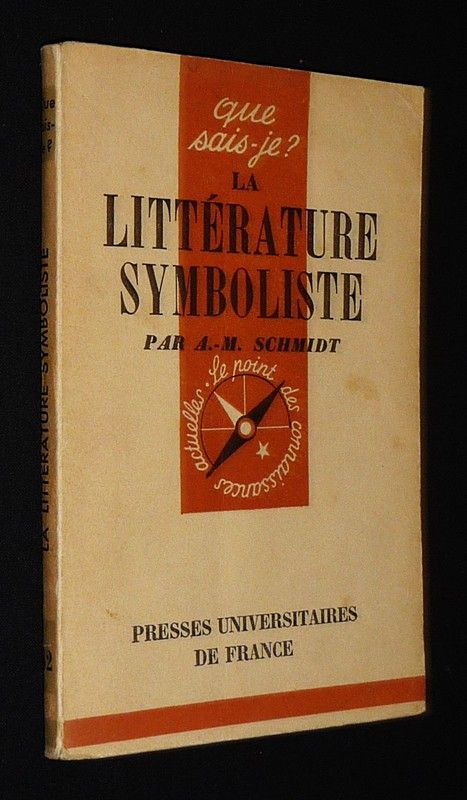 que
sais-je?
LA
LITTÉRATURE
SYMBOLISTE
PAR A.-M. SCHMIDT
Le point des connaissances actuelles.
PRESSES UNIVERSITAIRES
DE FRANCE
LA LITTÉRATURE SYMBOLISTE